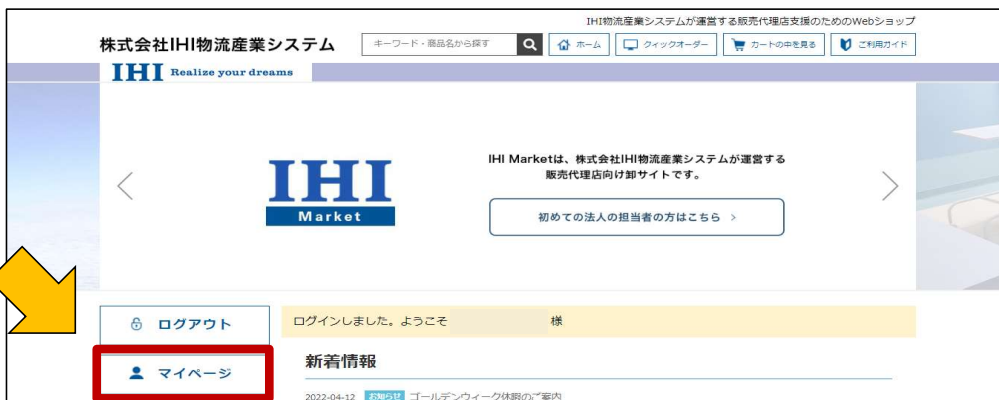 IHI物流産業システムが運営する販売代理店支援のためのWebショップ
株式会社IHI物流産業システム
キーワード・商品名から探す
ホーム
クイックオーダー
カートの中を見る
ご利用ガイド
IHI Realize your dreams
IHI
Market
IHI Marketは、株式会社IHI物流産業システムが運営する
販売代理店向け卸サイトです。
初めての法人の担当者の方はこちら >
ログアウト
ログインしました。ようこそ 様
マイページ
新着情報
2022-04-12 お知らせ ゴールデンウィーク休暇のご案内